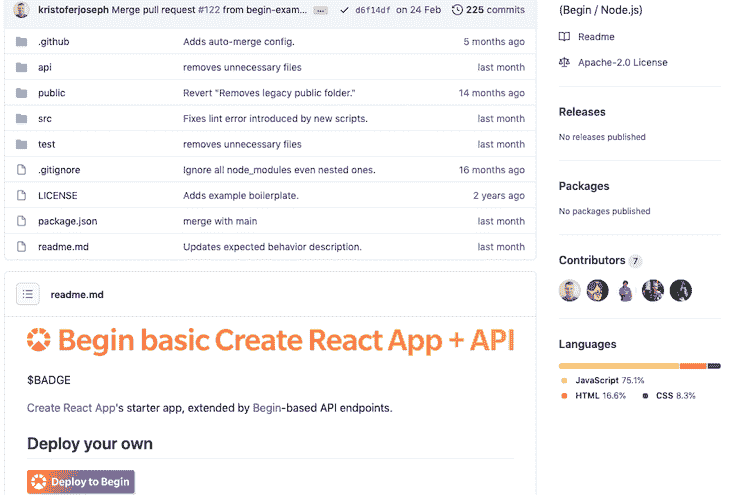 kristoferjoseph Merge pull request #122 from begin-exam... ... d6f14df on 24 Feb 225 commits
.github Adds auto-merge config. 5 months ago
api removes unnecessary files last month
public Revert "Removes legacy public folder." 14 months ago
src Fixes lint error introduced by new scripts. last month
test removes unnecessary files last month
.gitignore Ignore all node_modules even nested ones. 16 months ago
LICENSE Adds example boilerplate. 2 years ago
package.json merge with main last month
readme.md Updates expected behavior description. last month
readme.md
Begin basic Create React App + API
$BADGE
Create React App's starter app, extended by Begin-based API endpoints.
Deploy your own
Deploy to Begin
(Begin / Node.js)
Readme
Apache-2.0 License
Releases
No releases published
Packages
No packages published
Contributors 7
Languages
JavaScript 75.1%
HTML 16.6% CSS 8.3%